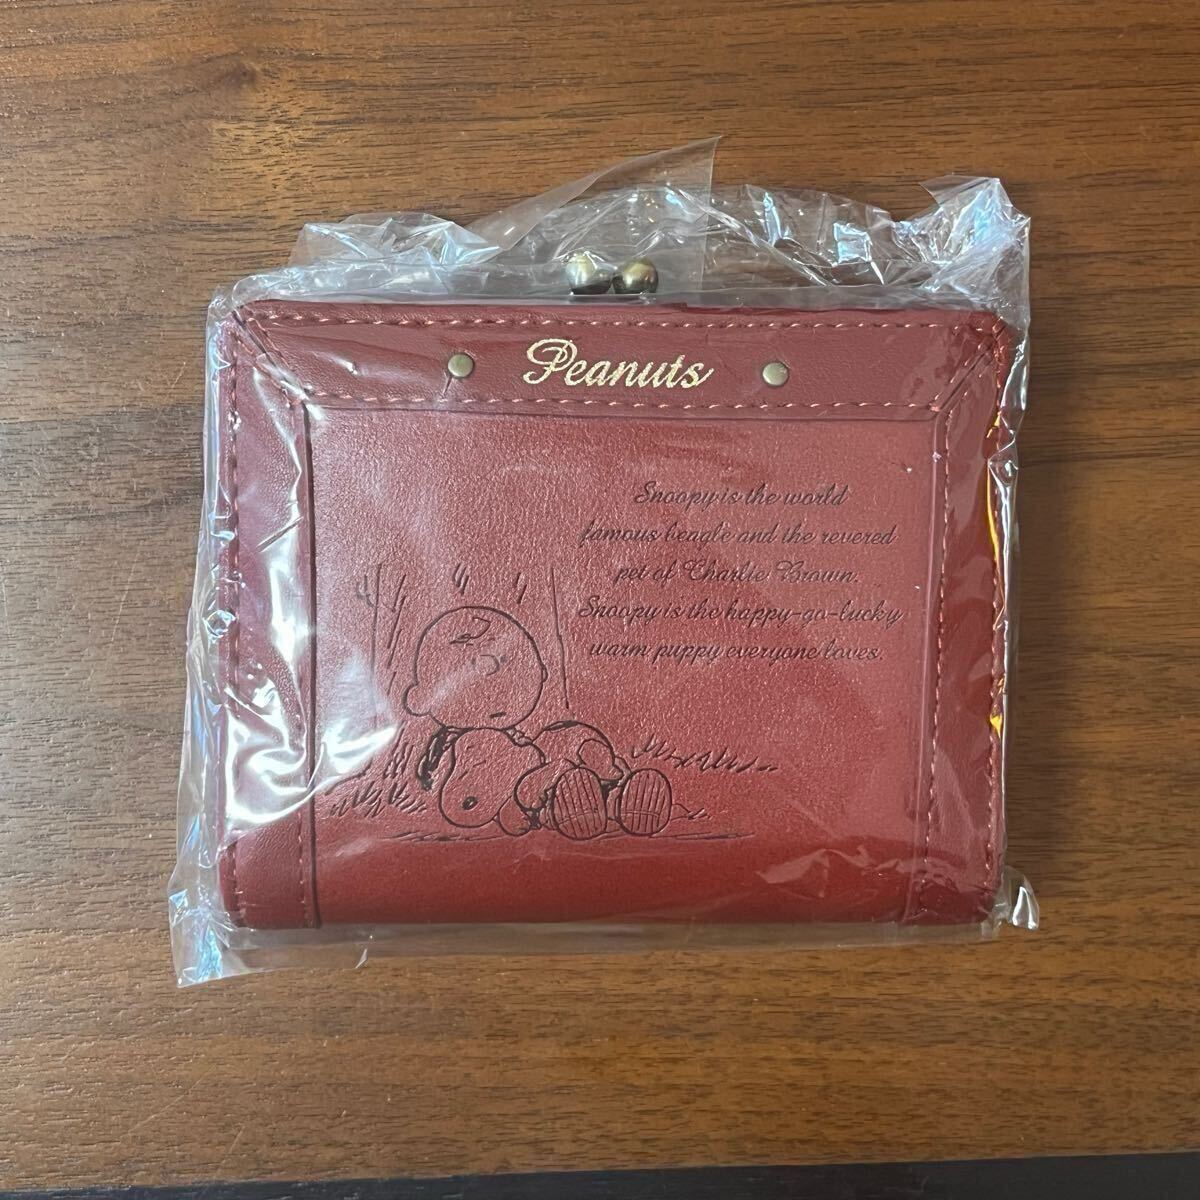 Peanuts
Snoopy is the world
famous beagle and the revered
pet of Charlie Brown.
Snoopy is the happy-go-lucky
warm puppy everyone loves.